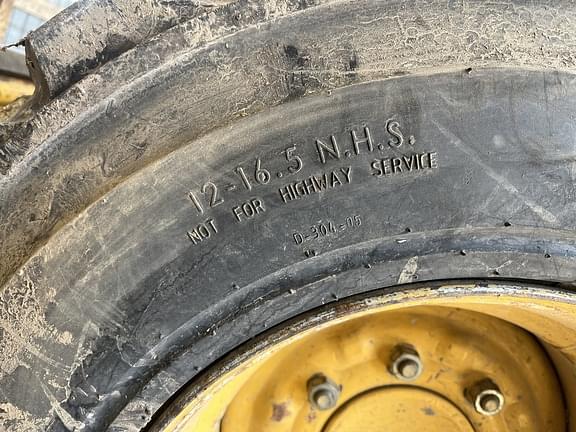 12-16.5 N.H.S.
NOT FOR HIGHWAY SERVICE
D-304-05